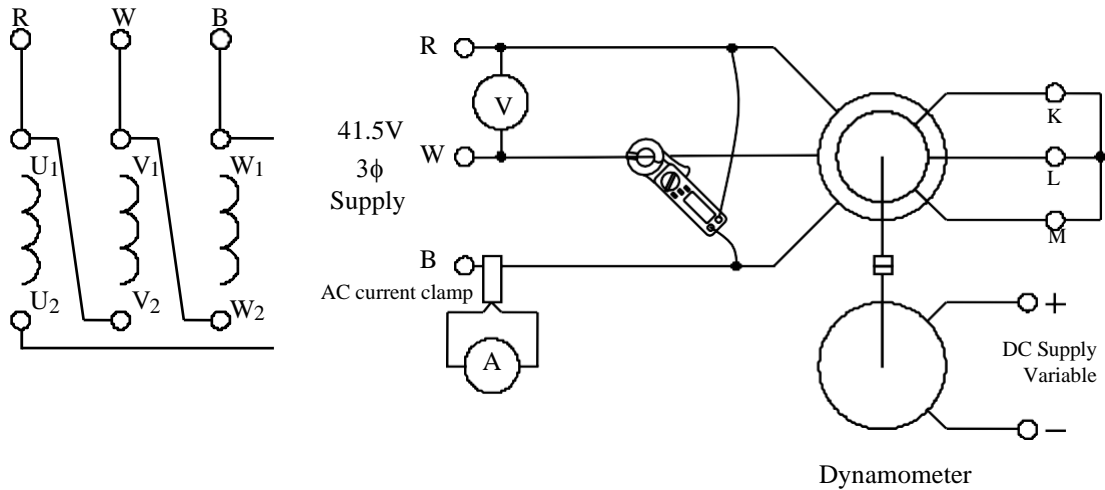 R W B
U1 V1 W1
U2 V2 W2
R
V
41.5V
3ϕ
Supply
W
B
AC current clamp
A
K
L
M
+
DC Supply
Variable
−
Dynamometer